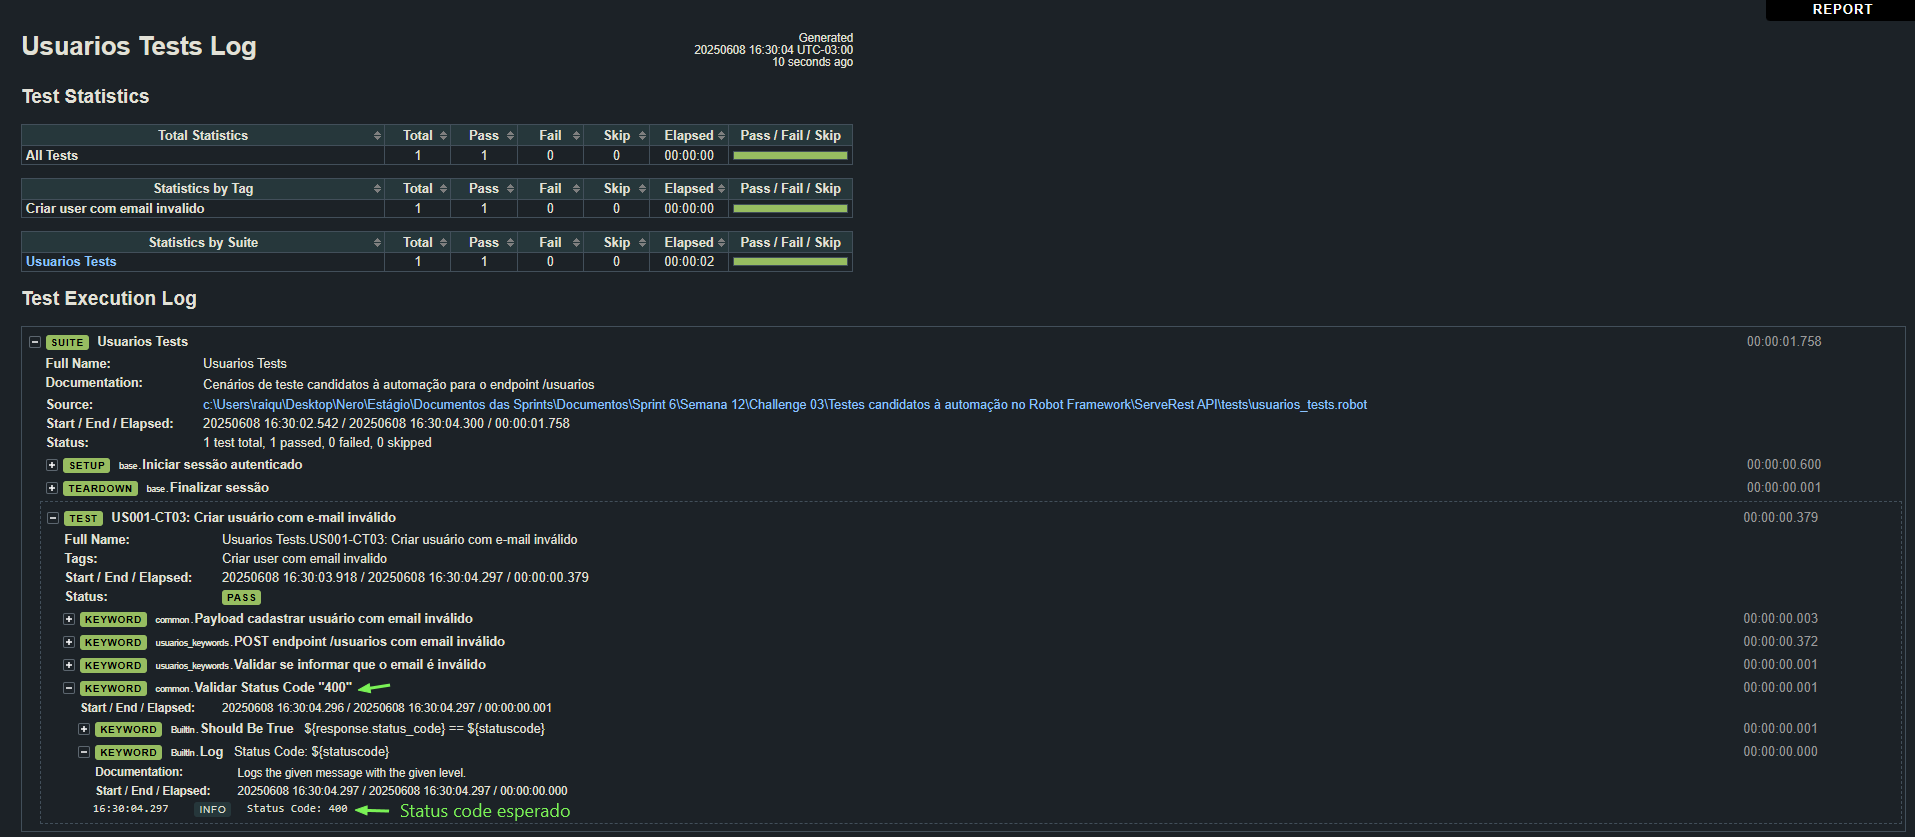 REPORT
Usuarios Tests Log
Generated
20250608 16:30:04 UTC-03:00
10 seconds ago
Test Statistics
Total Statistics Total Pass Fail Skip Elapsed Pass / Fail / Skip
All Tests 1 1 0 0 00:00:00
Statistics by Tag Total Pass Fail Skip Elapsed Pass / Fail / Skip
Criar user com email invalido 1 1 0 0 00:00:00
Statistics by Suite Total Pass Fail Skip Elapsed Pass / Fail / Skip
Usuarios Tests 1 1 0 0 00:00:02
Test Execution Log
SUITE Usuarios Tests 00:00:01.758
Full Name: Usuarios Tests
Documentation: Cenários de teste candidatos à automação para o endpoint /usuarios
Source: c:\Users\raiqu\Desktop\Nero\Estágio\Documentos das Sprints\Documentos\Sprint 6\Semana 12\Challenge 03\Testes candidatos à automação no Robot Framework\ServeRest API\tests\usuarios_tests.robot
Start / End / Elapsed: 20250608 16:30:02.542 / 20250608 16:30:04.300 / 00:00:01.758
Status: 1 test total, 1 passed, 0 failed, 0 skipped
SETUP base.Iniciar sessão autenticado 00:00:00.600
TEARDOWN base.Finalizar sessão 00:00:00.001
TEST US001-CT03: Criar usuário com e-mail inválido 00:00:00.379
Full Name: Usuarios Tests.US001-CT03: Criar usuário com e-mail inválido
Tags: Criar user com email invalido
Start / End / Elapsed: 20250608 16:30:03.918 / 20250608 16:30:04.297 / 00:00:00.379
Status: PASS
KEYWORD common.Payload cadastrar usuário com email inválido 00:00:00.003
KEYWORD usuarios_keywords.POST endpoint /usuarios com email inválido 00:00:00.372
KEYWORD usuarios_keywords.Validar se informar que o email é inválido 00:00:00.001
KEYWORD common.Validar Status Code "400" 00:00:00.001
Start / End / Elapsed: 20250608 16:30:04.296 / 20250608 16:30:04.297 / 00:00:00.001
KEYWORD BuiltIn.Should Be True ${response.status_code} == ${statuscode} 00:00:00.001
KEYWORD BuiltIn.Log Status Code: ${statuscode} 00:00:00.000
Documentation: Logs the given message with the given level.
Start / End / Elapsed: 20250608 16:30:04.297 / 20250608 16:30:04.297 / 00:00:00.000
16:30:04.297 INFO Status Code: 400 Status code esperado